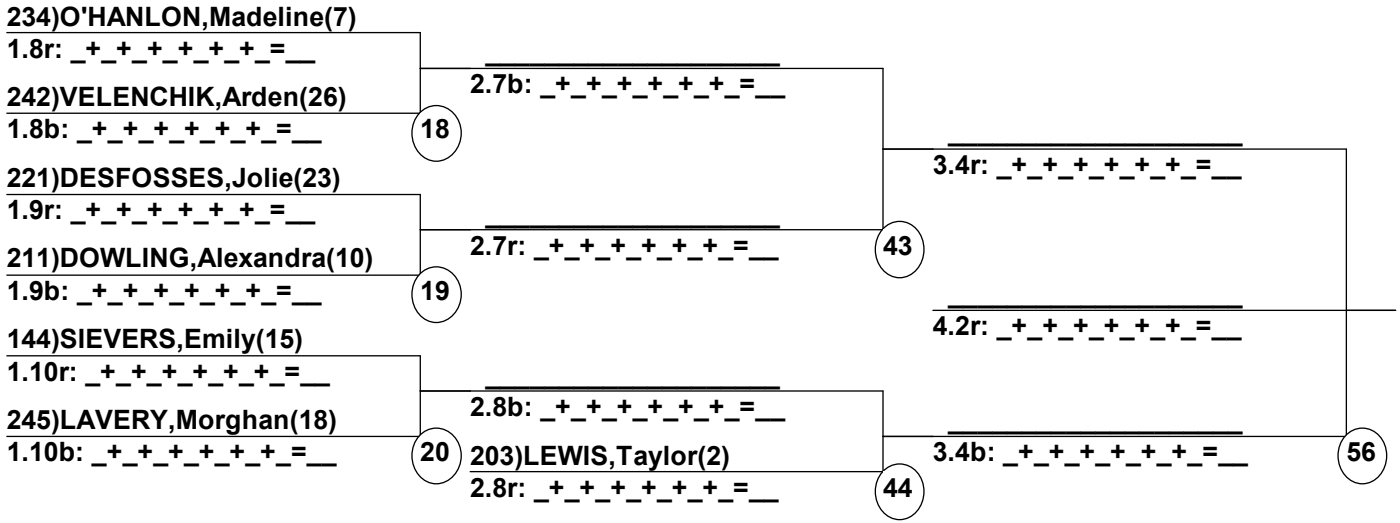 234)O'HANLON,Madeline(7)
1.8r: _+_+_+_+_+_=__
242)VELENCHIK,Arden(26)
1.8b: _+_+_+_+_+_=__
18
221)DESFOSSES,Jolie(23)
1.9r: _+_+_+_+_+_=__
211)DOWLING,Alexandra(10)
1.9b: _+_+_+_+_+_=__
19
144)SIEVERS,Emily(15)
1.10r: _+_+_+_+_+_=__
245)LAVERY,Morghan(18)
1.10b: _+_+_+_+_+_=__
20
2.7b: _+_+_+_+_+_=__
2.7r: _+_+_+_+_+_=__
43
2.8b: _+_+_+_+_+_=__
203)LEWIS,Taylor(2)
2.8r: _+_+_+_+_+_=__
44
3.4r: _+_+_+_+_+_=__
4.2r: _+_+_+_+_+_=__
3.4b: _+_+_+_+_+_=__
56